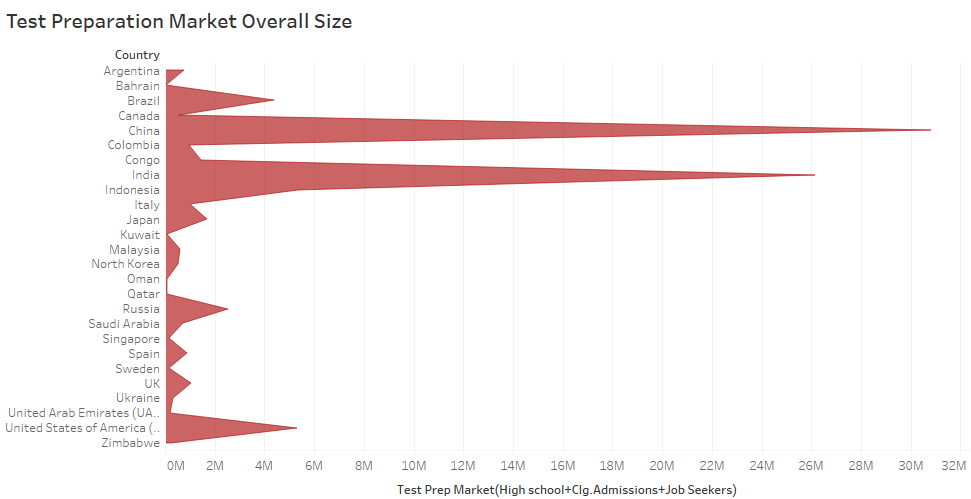 Test Preparation Market Overall Size
Country
Argentina
Bahrain
Brazil
Canada
China
Colombia
Congo
India
Indonesia
Italy
Japan
Kuwait
Malaysia
North Korea
Oman
Qatar
Russia
Saudi Arabia
Singapore
Spain
Sweden
UK
Ukraine
United Arab Emirates (UA..
United States of America (..
Zimbabwe
0M 2M 4M 6M 8M 10M 12M 14M 16M 18M 20M 22M 24M 26M 28M 30M 32M
Test Prep Market(High school+Clg.Admissions+Job Seekers)